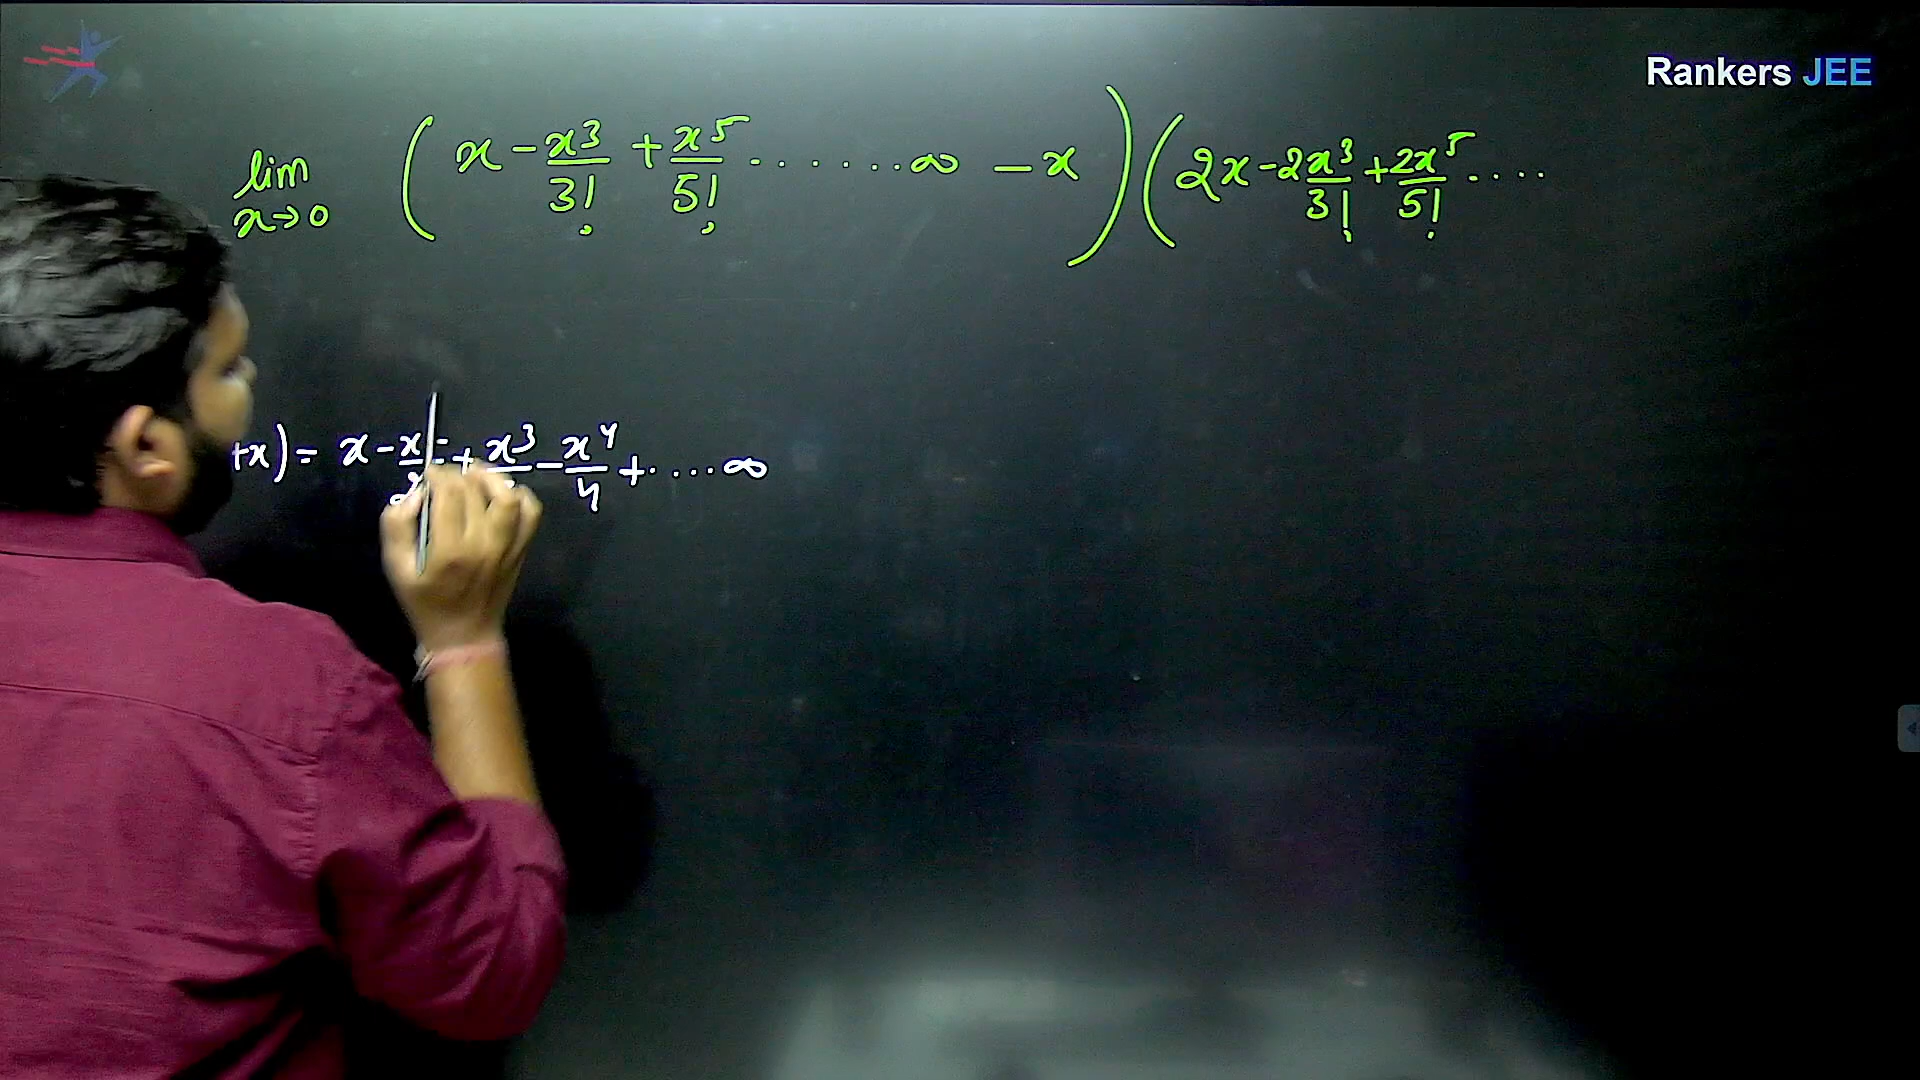 Rankers JEE
lim x→0 ( x - x³/3! + x⁵/5! ....... ∞ - x ) ( 2x - 2x³/3! + 2x⁵/5! ....
+x) = x - x + x³ - x⁴/4 + ..... ∞